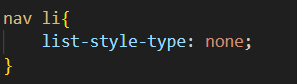 nav li{
    list-style-type: none;
}